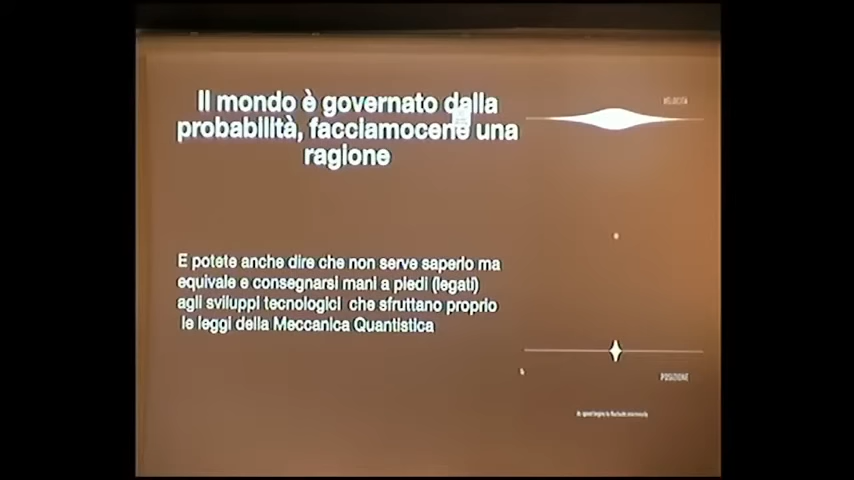 Il mondo è governato dalla
probabilità, facciamocene una
ragione
E potete anche dire che non serve saperlo ma
equivale e consegnarsi mani a piedi (legati)
agli sviluppi tecnologici che sfruttano proprio
le leggi della Meccanica Quantistica
VELOCITÀ
POSIZIONE